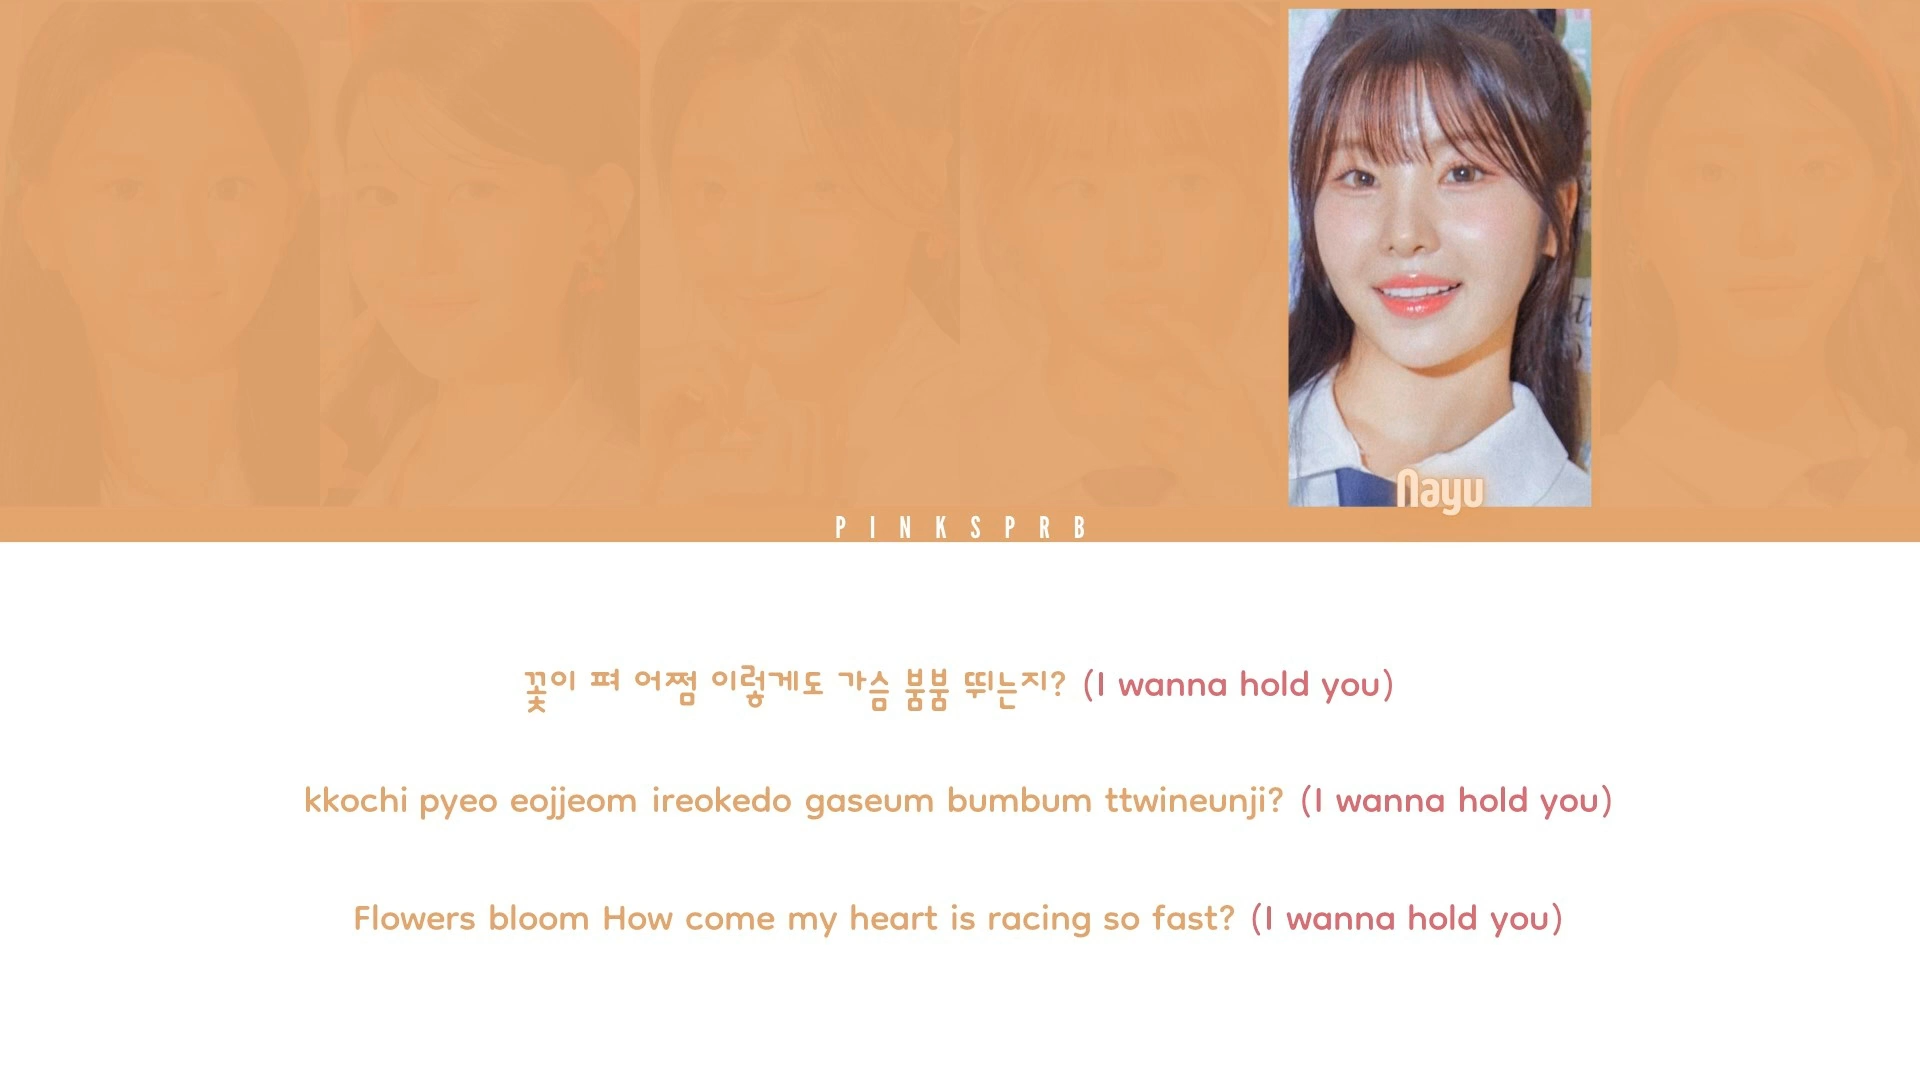 Nayu
PINKSPRB
꽃이 펴 어쩜 이렇게도 가슴 붐붐 뛰는지? (I wanna hold you)
kkochi pyeo eojjeom ireokedo gaseum bumbum ttwineunji? (I wanna hold you)
Flowers bloom How come my heart is racing so fast? (I wanna hold you)